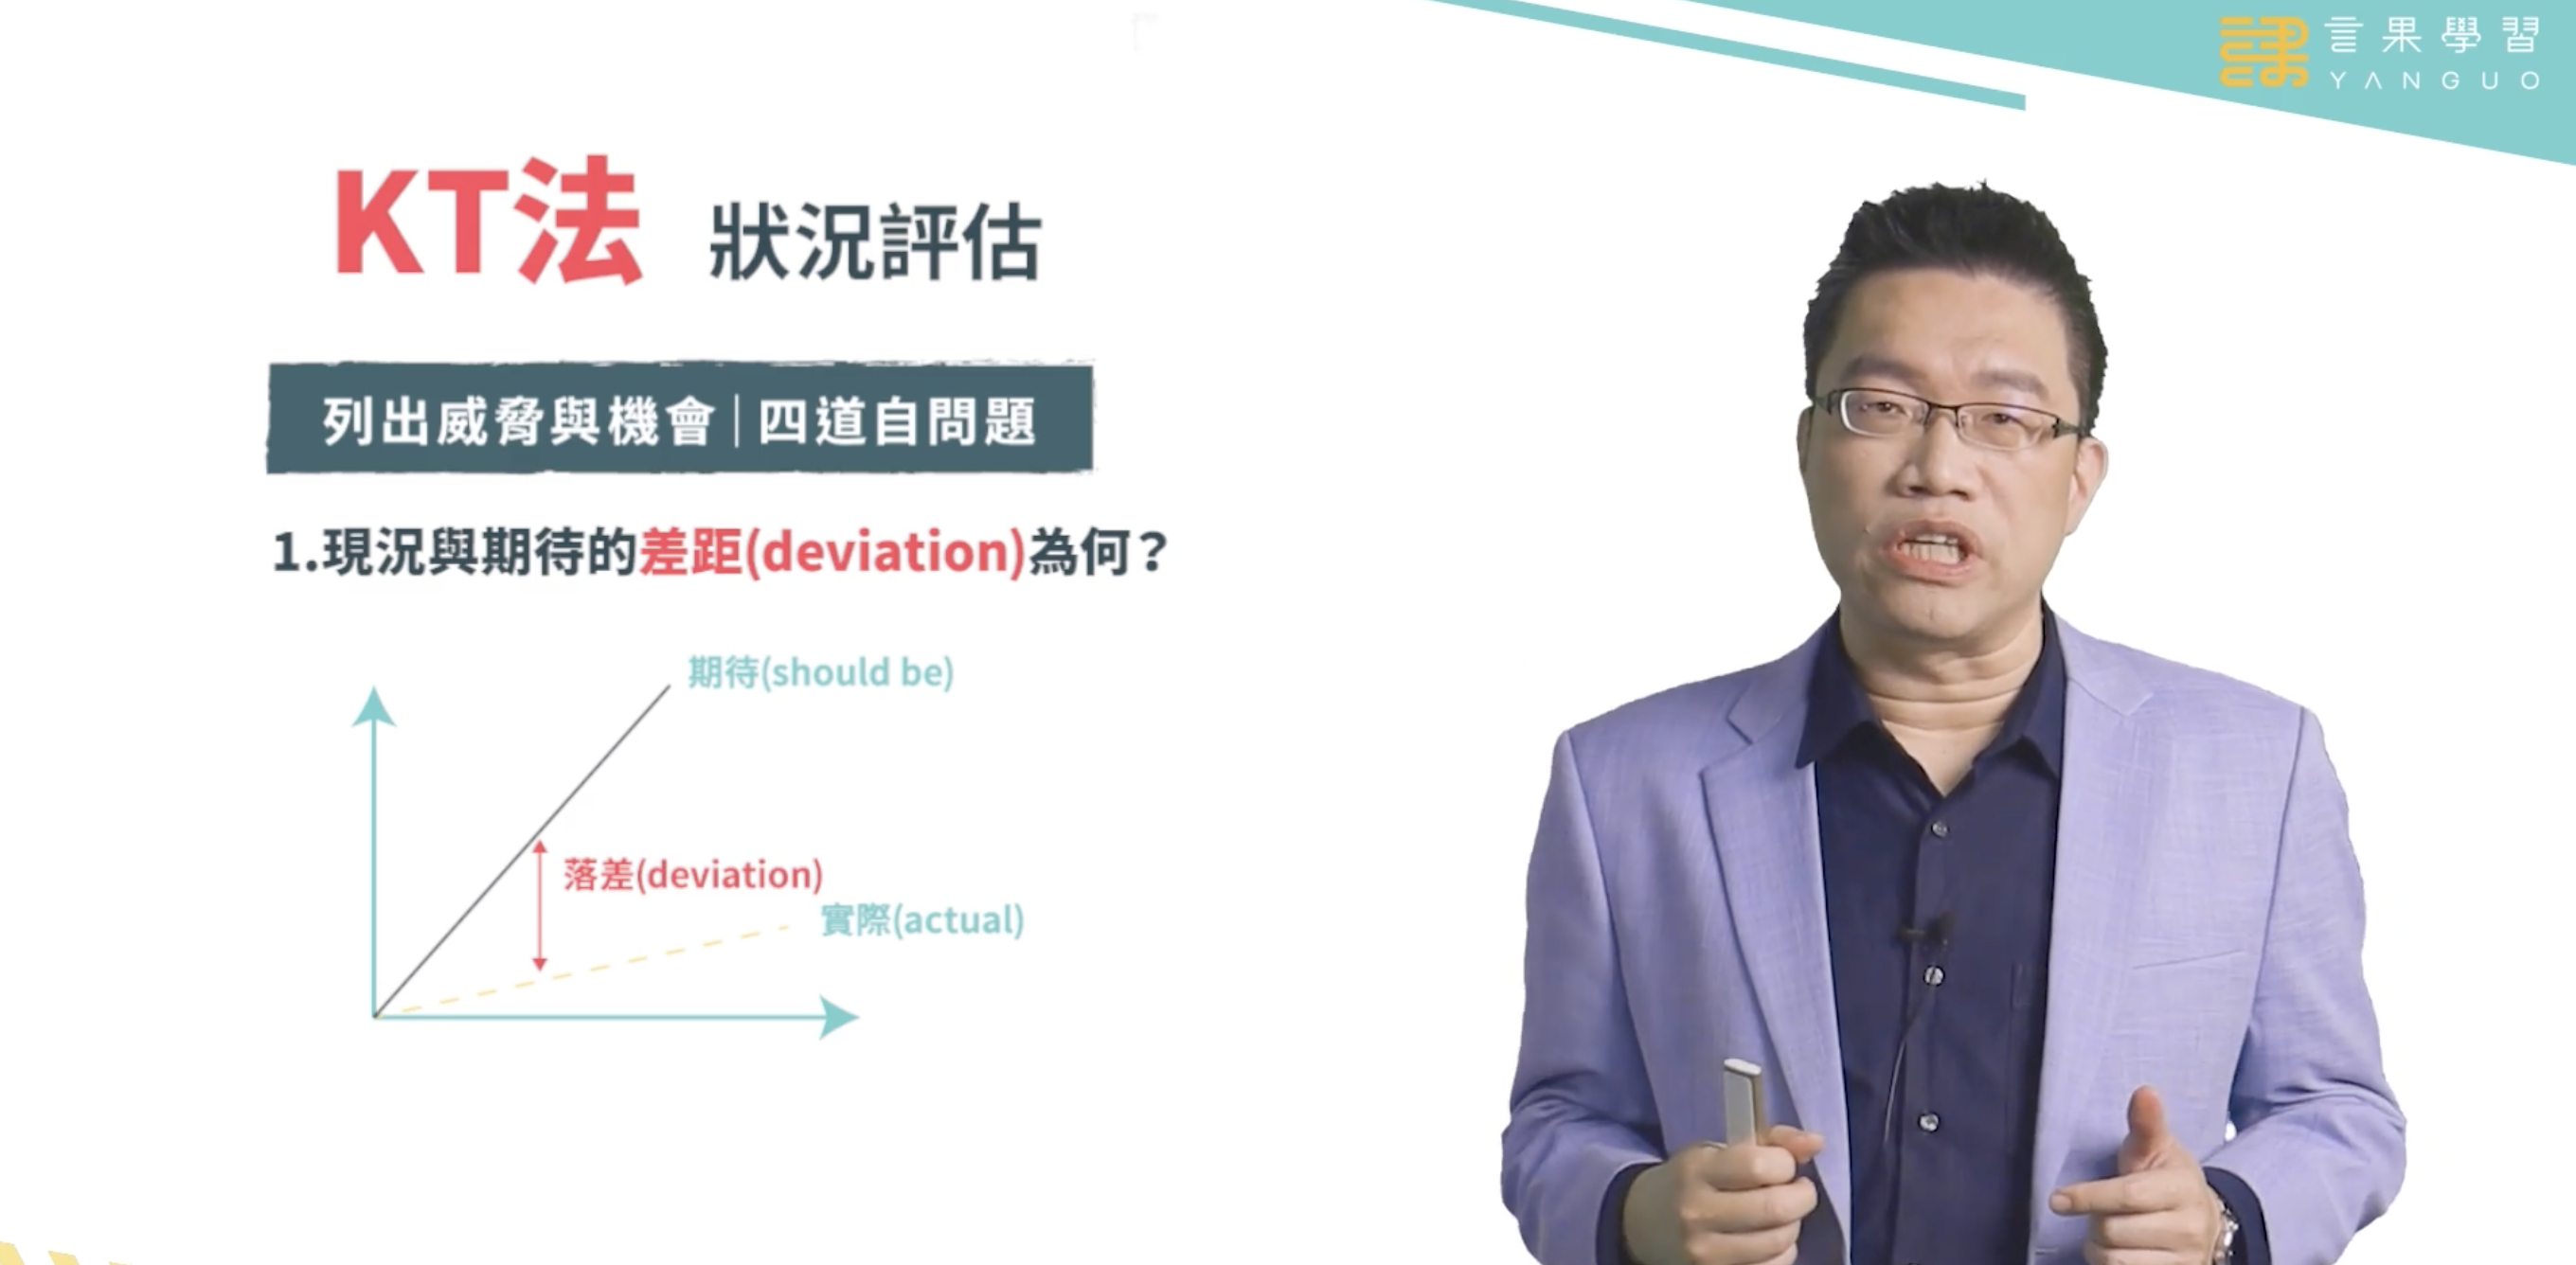 言果學習
YANGUO
KT法 狀況評估
列出威脅與機會|四道自問題
1.現況與期待的差距(deviation)為何？
期待(should be)
落差(deviation)
實際(actual)